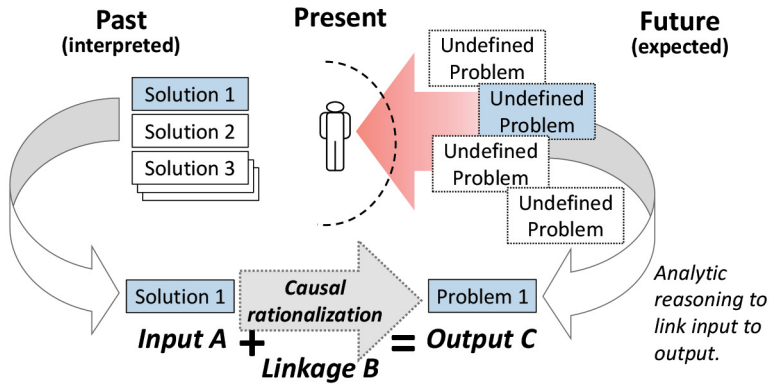 Past
(interpreted)
Present
Future
(expected)
Solution 1
Solution 2
Solution 3
Undefined
Problem
Undefined
Problem
Undefined
Problem
Undefined
Problem
Solution 1
Causal
rationalization
Problem 1
Input A + Linkage B = Output C
Analytic
reasoning to
link input to
output.